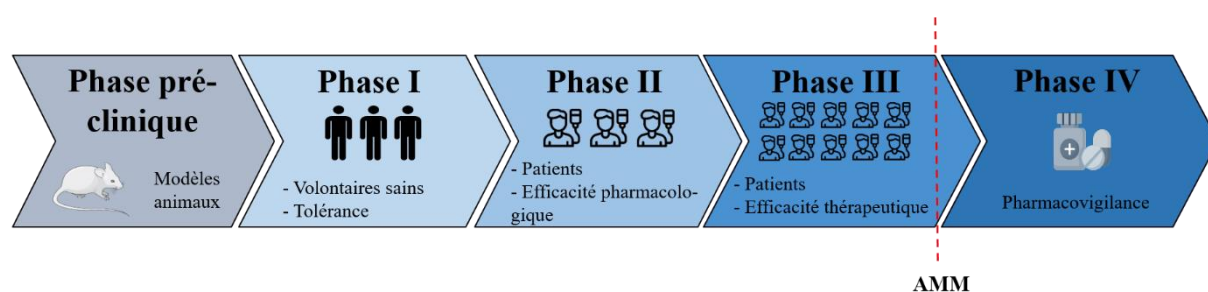 Phase pré-
clinique
Modèles
animaux
Phase I
- Volontaires sains
- Tolérance
Phase II
- Patients
- Efficacité pharmacolo-
gique
Phase III
- Patients
- Efficacité thérapeutique
Phase IV
Pharmacovigilance
AMM